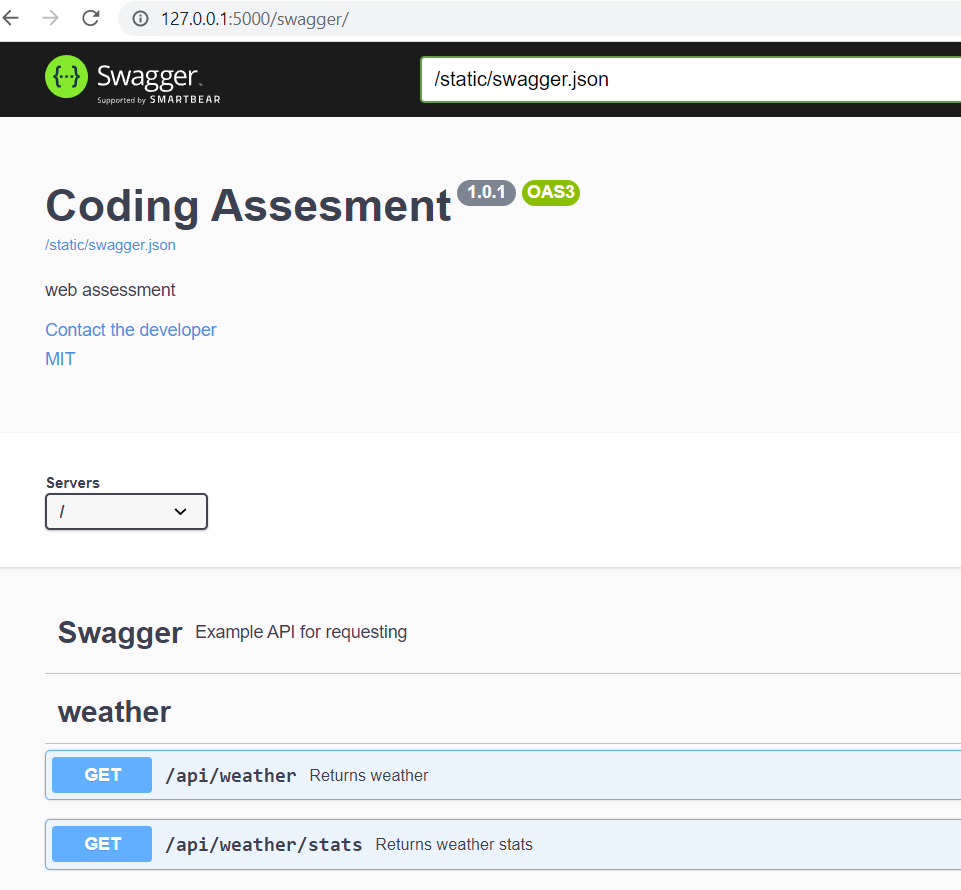 127.0.0.1:5000/swagger/
{···} Swagger
Supported by SMARTBEAR
/static/swagger.json
Coding Assesment 1.0.1 OAS3
/static/swagger.json
web assessment
Contact the developer
MIT
Servers
/
Swagger Example API for requesting
weather
GET /api/weather Returns weather
GET /api/weather/stats Returns weather stats